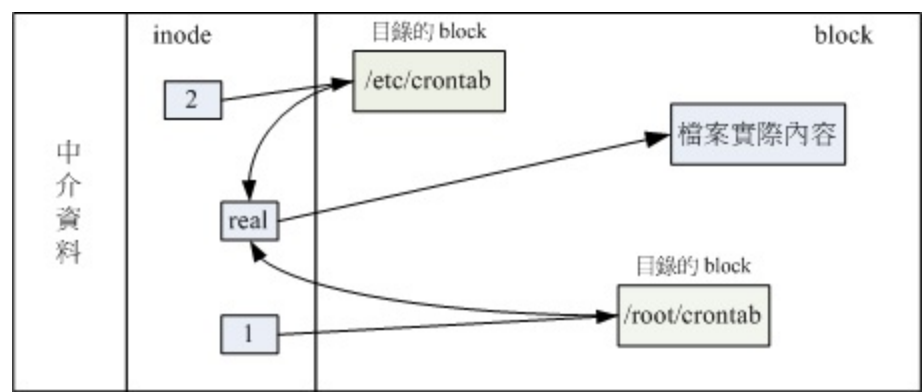 inode
目錄的 block
block
2
/etc/crontab
檔案實際內容
中介資料
real
目錄的 block
1
/root/crontab